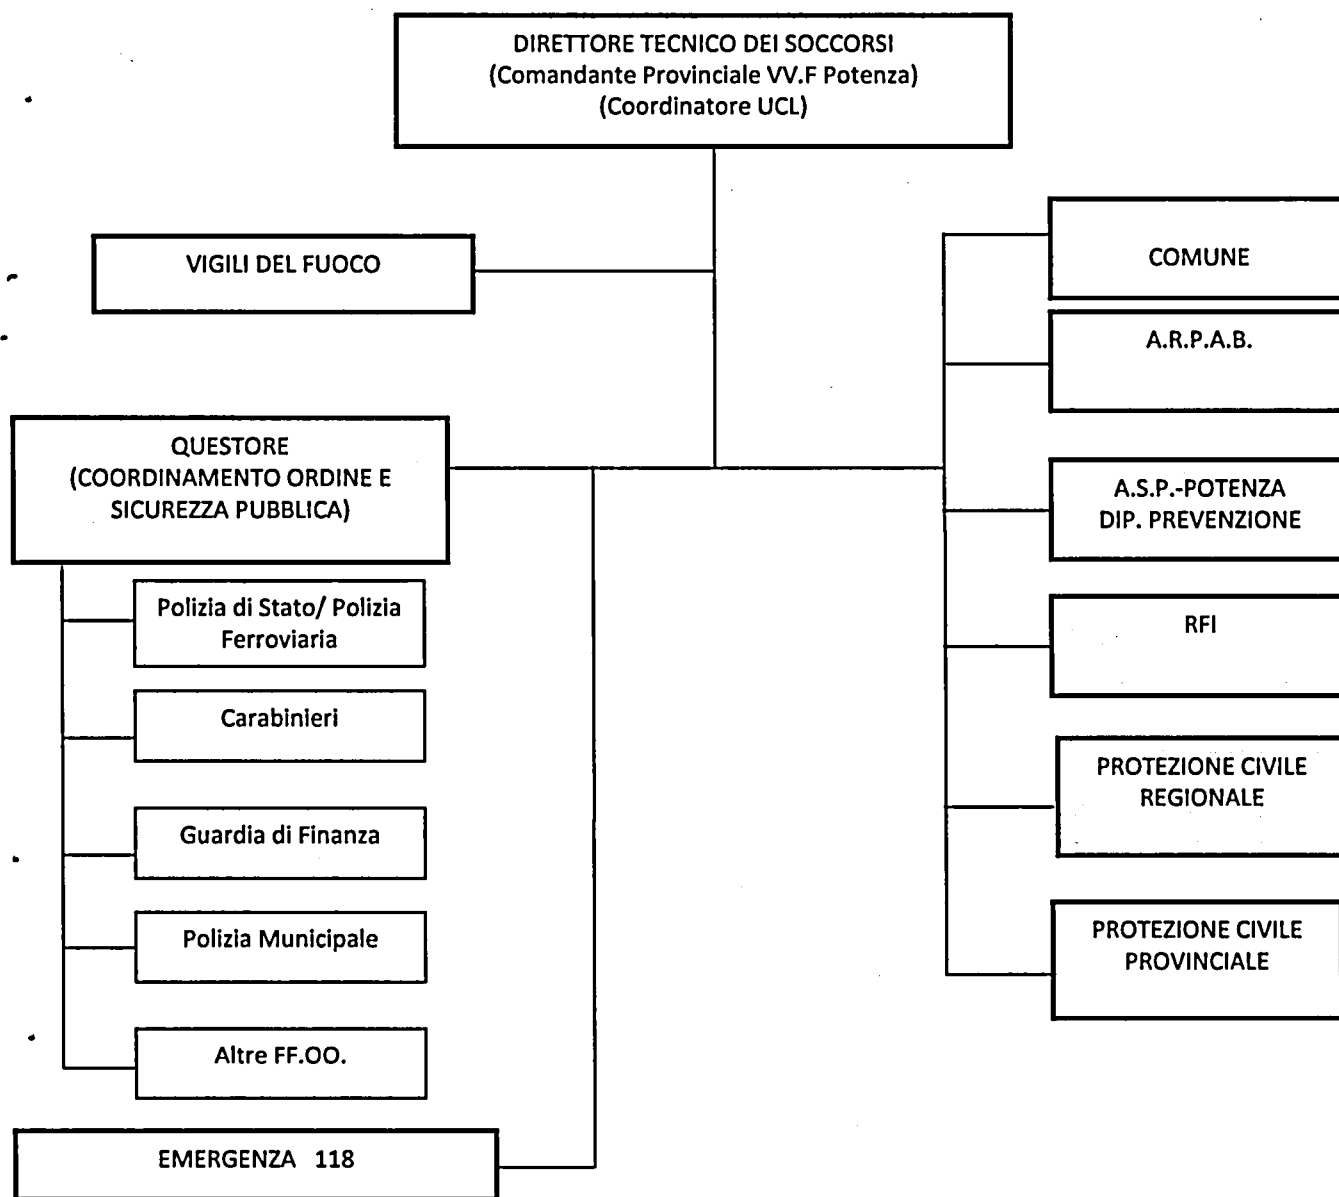 DIRETTORE TECNICO DEI SOCCORSI
(Comandante Provinciale VV.F Potenza)
(Coordinatore UCL)
VIGILI DEL FUOCO
COMUNE
A.R.P.A.B.
QUESTORE
(COORDINAMENTO ORDINE E
SICUREZZA PUBBLICA)
A.S.P.-POTENZA
DIP. PREVENZIONE
Polizia di Stato/ Polizia
Ferroviaria
RFI
Carabinieri
PROTEZIONE CIVILE
REGIONALE
Guardia di Finanza
Polizia Municipale
PROTEZIONE CIVILE
PROVINCIALE
Altre FF.OO.
EMERGENZA 118